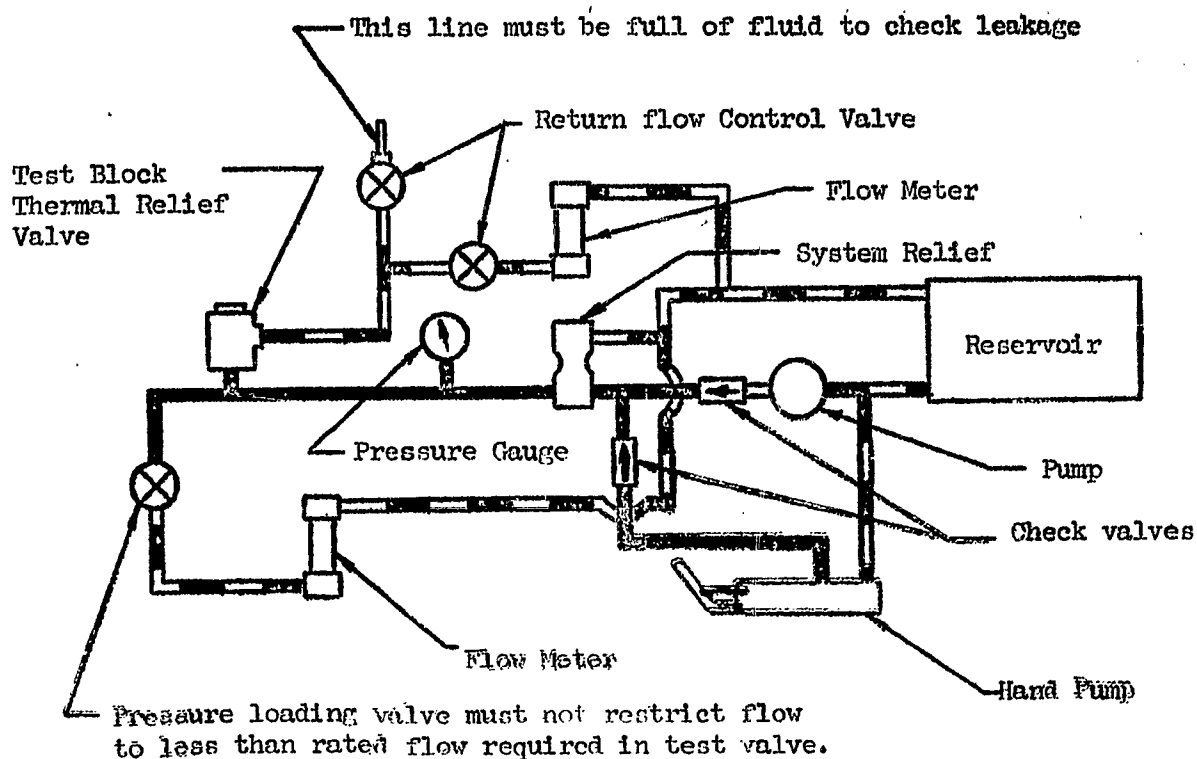 This line must be full of fluid to check leakage
Return flow Control Valve
Test Block
Thermal Relief
Valve
Flow Meter
System Relief
Reservoir
Pressure Gauge
Pump
Check valves
Flow Meter
Hand Pump
Pressure loading valve must not restrict flow
to less than rated flow required in test valve.